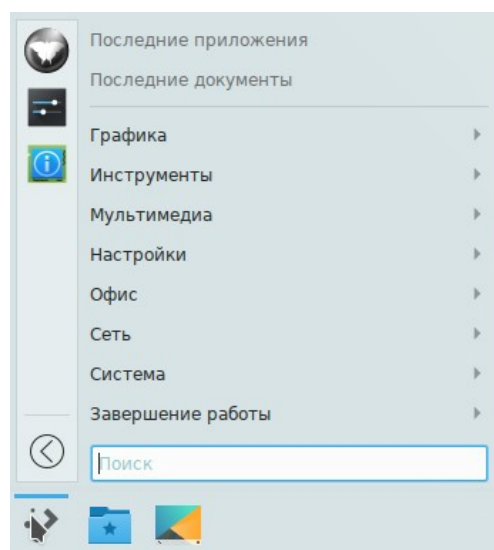 Последние приложения
Последние документы
Графика
Инструменты
Мультимедиа
Настройки
Офис
Сеть
Система
Завершение работы
Поиск